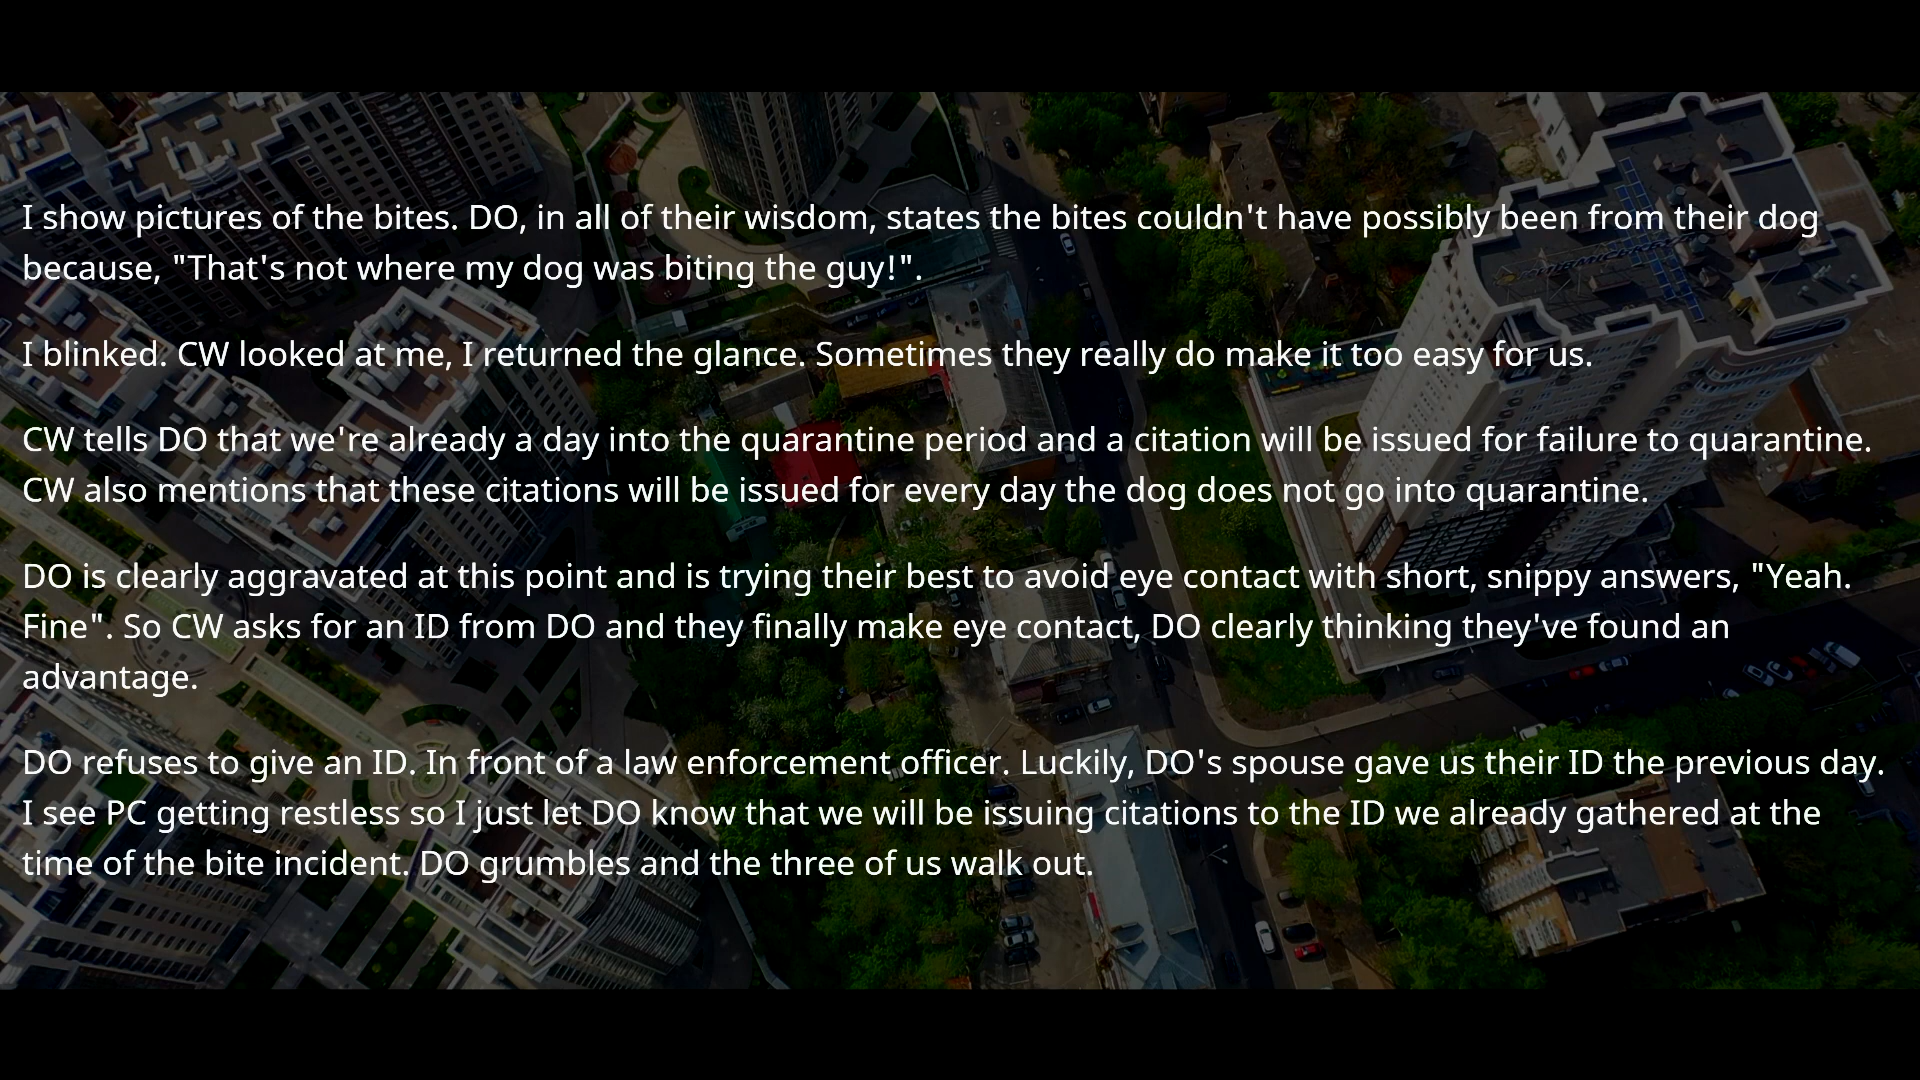 I show pictures of the bites. DO, in all of their wisdom, states the bites couldn't have possibly been from their dog
because, "That's not where my dog was biting the guy!".
I blinked. CW looked at me, I returned the glance. Sometimes they really do make it too easy for us.
CW tells DO that we're already a day into the quarantine period and a citation will be issued for failure to quarantine.
CW also mentions that these citations will be issued for every day the dog does not go into quarantine.
DO is clearly aggravated at this point and is trying their best to avoid eye contact with short, snippy answers, "Yeah.
Fine". So CW asks for an ID from DO and they finally make eye contact, DO clearly thinking they've found an
advantage.
DO refuses to give an ID. In front of a law enforcement officer. Luckily, DO's spouse gave us their ID the previous day.
I see PC getting restless so I just let DO know that we will be issuing citations to the ID we already gathered at the
time of the bite incident. DO grumbles and the three of us walk out.